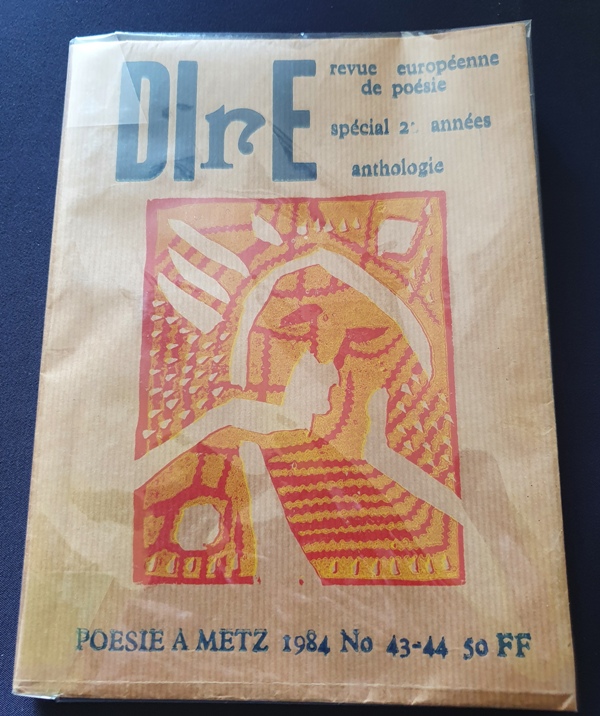 DIrE
revue européenne
de poésie
spécial années
anthologie
POESIE A METZ 1984 No 43-44 50 FF